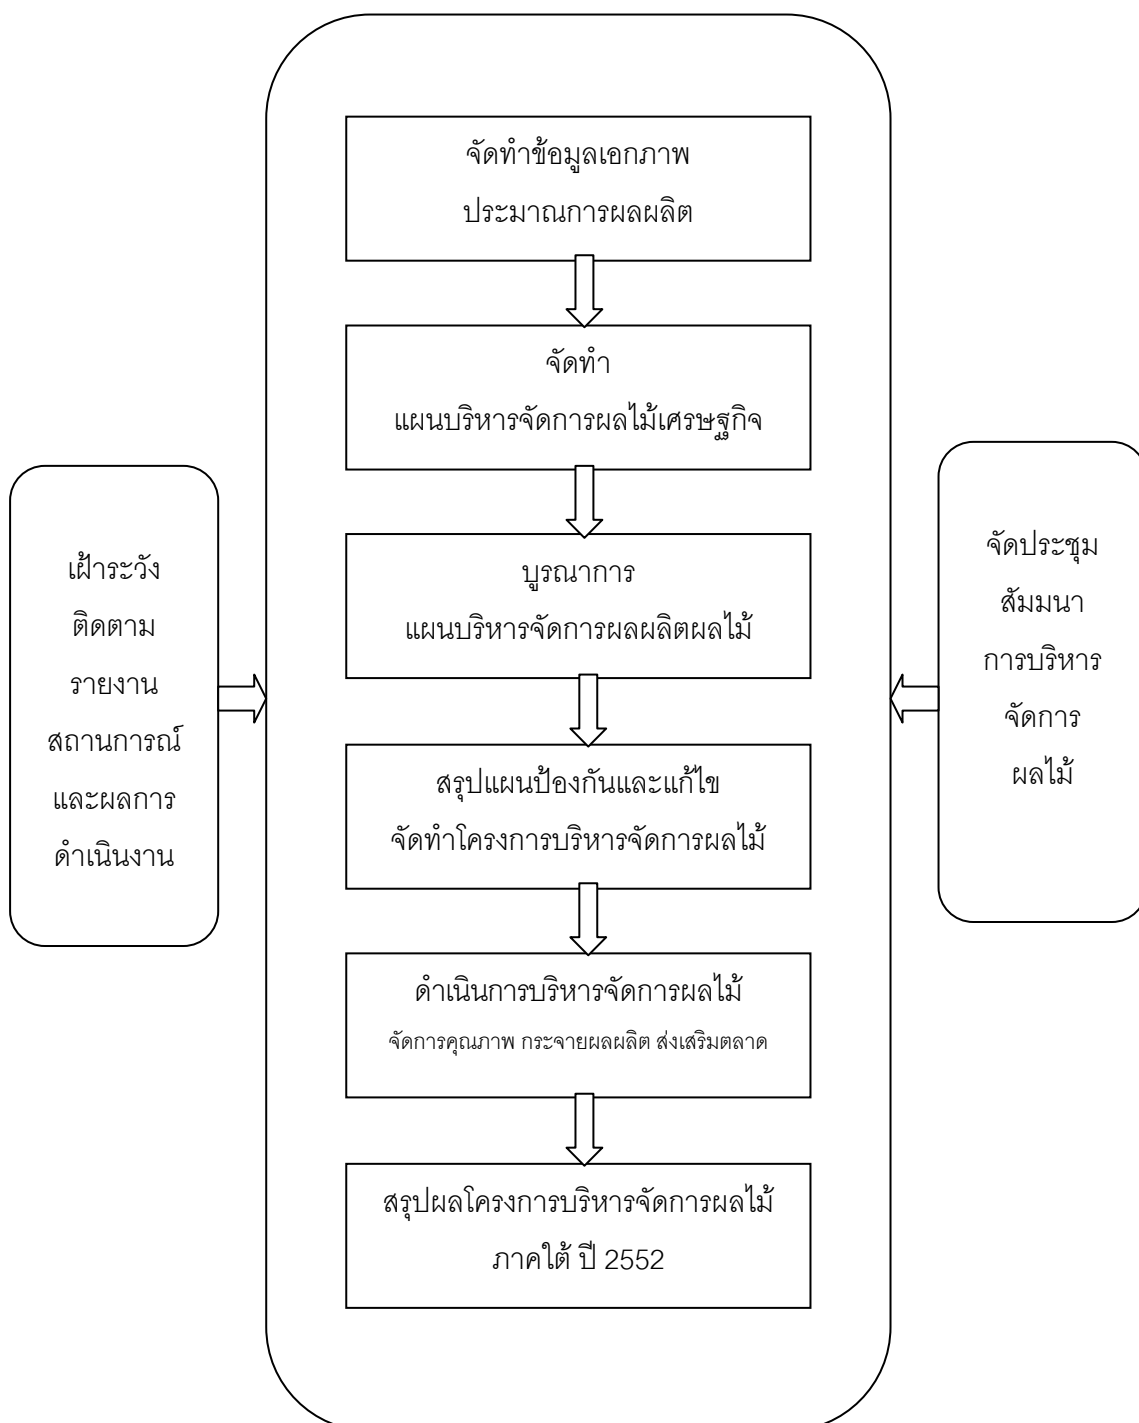 จัดทำข้อมูลเอกภาพ
ประมาณการผลผลิต
จัดทำ
แผนบริหารจัดการผลไม้เศรษฐกิจ
บูรณาการ
แผนบริหารจัดการผลผลิตผลไม้
สรุปแผนป้องกันและแก้ไข
จัดทำโครงการบริหารจัดการผลไม้
ดำเนินการบริหารจัดการผลไม้
จัดการคุณภาพ กระจายผลผลิต ส่งเสริมตลาด
สรุปผลโครงการบริหารจัดการผลไม้
ภาคใต้ ปี 2552
เฝ้าระวัง
ติดตาม
รายงาน
สถานการณ์
และผลการ
ดำเนินงาน
จัดประชุม
สัมมนา
การบริหาร
จัดการ
ผลไม้